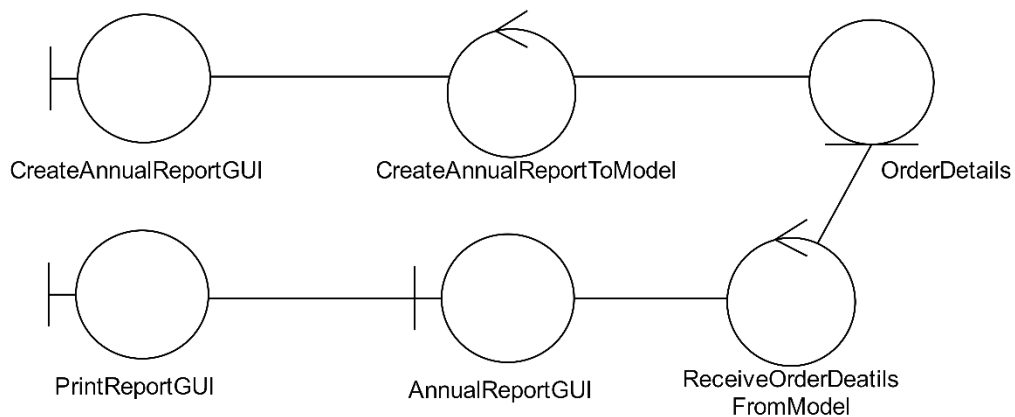 CreateAnnualReportGUI
CreateAnnualReportToModel
OrderDetails
PrintReportGUI
AnnualReportGUI
ReceiveOrderDeatils
FromModel